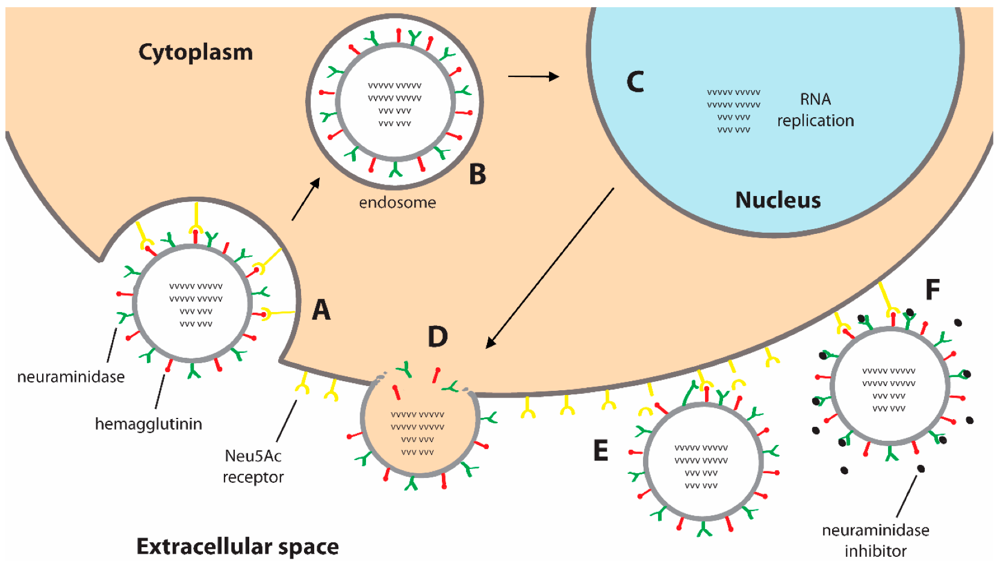 Cytoplasm
vvvvv vvvvv
vvvvv vvvvv
vvv vvv
vvv vvv
B
endosome
C
vvvvv vvvvv
vvvvv vvvvv
vvv vvv
vvv vvv
RNA
replication
Nucleus
vvvvv vvvvv
vvvvv vvvvv
vvv vvv
vvv vvv
A
neuraminidase
hemagglutinin
Neu5Ac
receptor
D
vvvvv vvvvv
vvvvv vvvvv
vvv vvv
vvv vvv
E
vvvvv vvvvv
vvvvv vvvvv
vvv vvv
vvv vvv
F
vvvvv vvvvv
vvvvv vvvvv
vvv vvv
vvv vvv
neuraminidase
inhibitor
Extracellular space